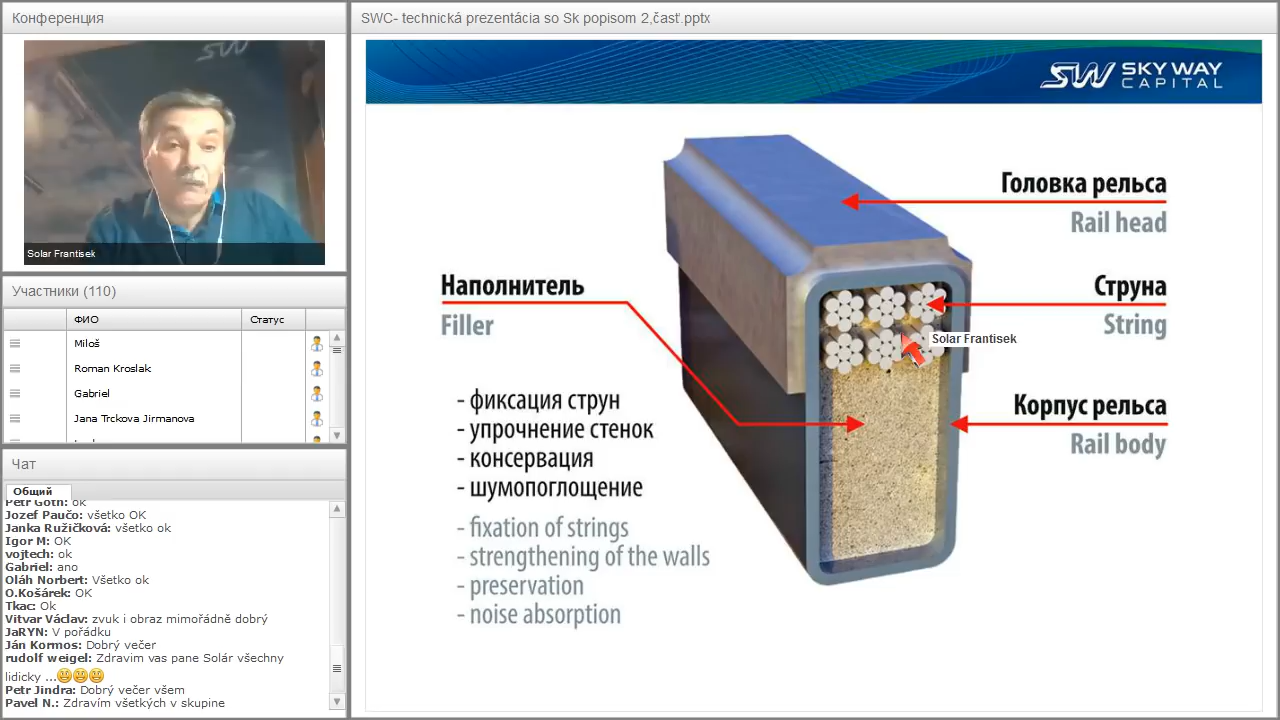 Конференция
SW
Solar Frantisek
Участники (110)
ФИО
Статус
Miloš
Roman Kroslak
Gabriel
Jana Trckova Jirmanova
Чат
Общий
Petr Goth: ok
Jozef Paučo: všetko OK
Janka Ružičková: všetko ok
Igor M: OK
vojtech: ok
Gabriel: ano
Oláh Norbert: Všetko ok
O.Košárek: OK
Tkac: Ok
Vitvar Václav: zvuk i obraz mimořádně dobrý
JaRYN: V pořádku
Ján Kormos: Dobrý večer
rudolf weigel: Zdravim vas pane Solár všechny
lidicky ...
Petr Jindra: Dobrý večer všem
Pavel N.: Zdravím všetkých v skupine
SWC- technická prezentácia so Sk popisom 2,časť.pptx
SW SKY WAY
CAPITAL
Головка рельса
Rail head
Наполнитель
Filler
Струна
String
Solar Frantisek
Корпус рельса
Rail body
- фиксация струн
- упрочнение стенок
- консервация
- шумопоглощение
- fixation of strings
- strengthening of the walls
- preservation
- noise absorption